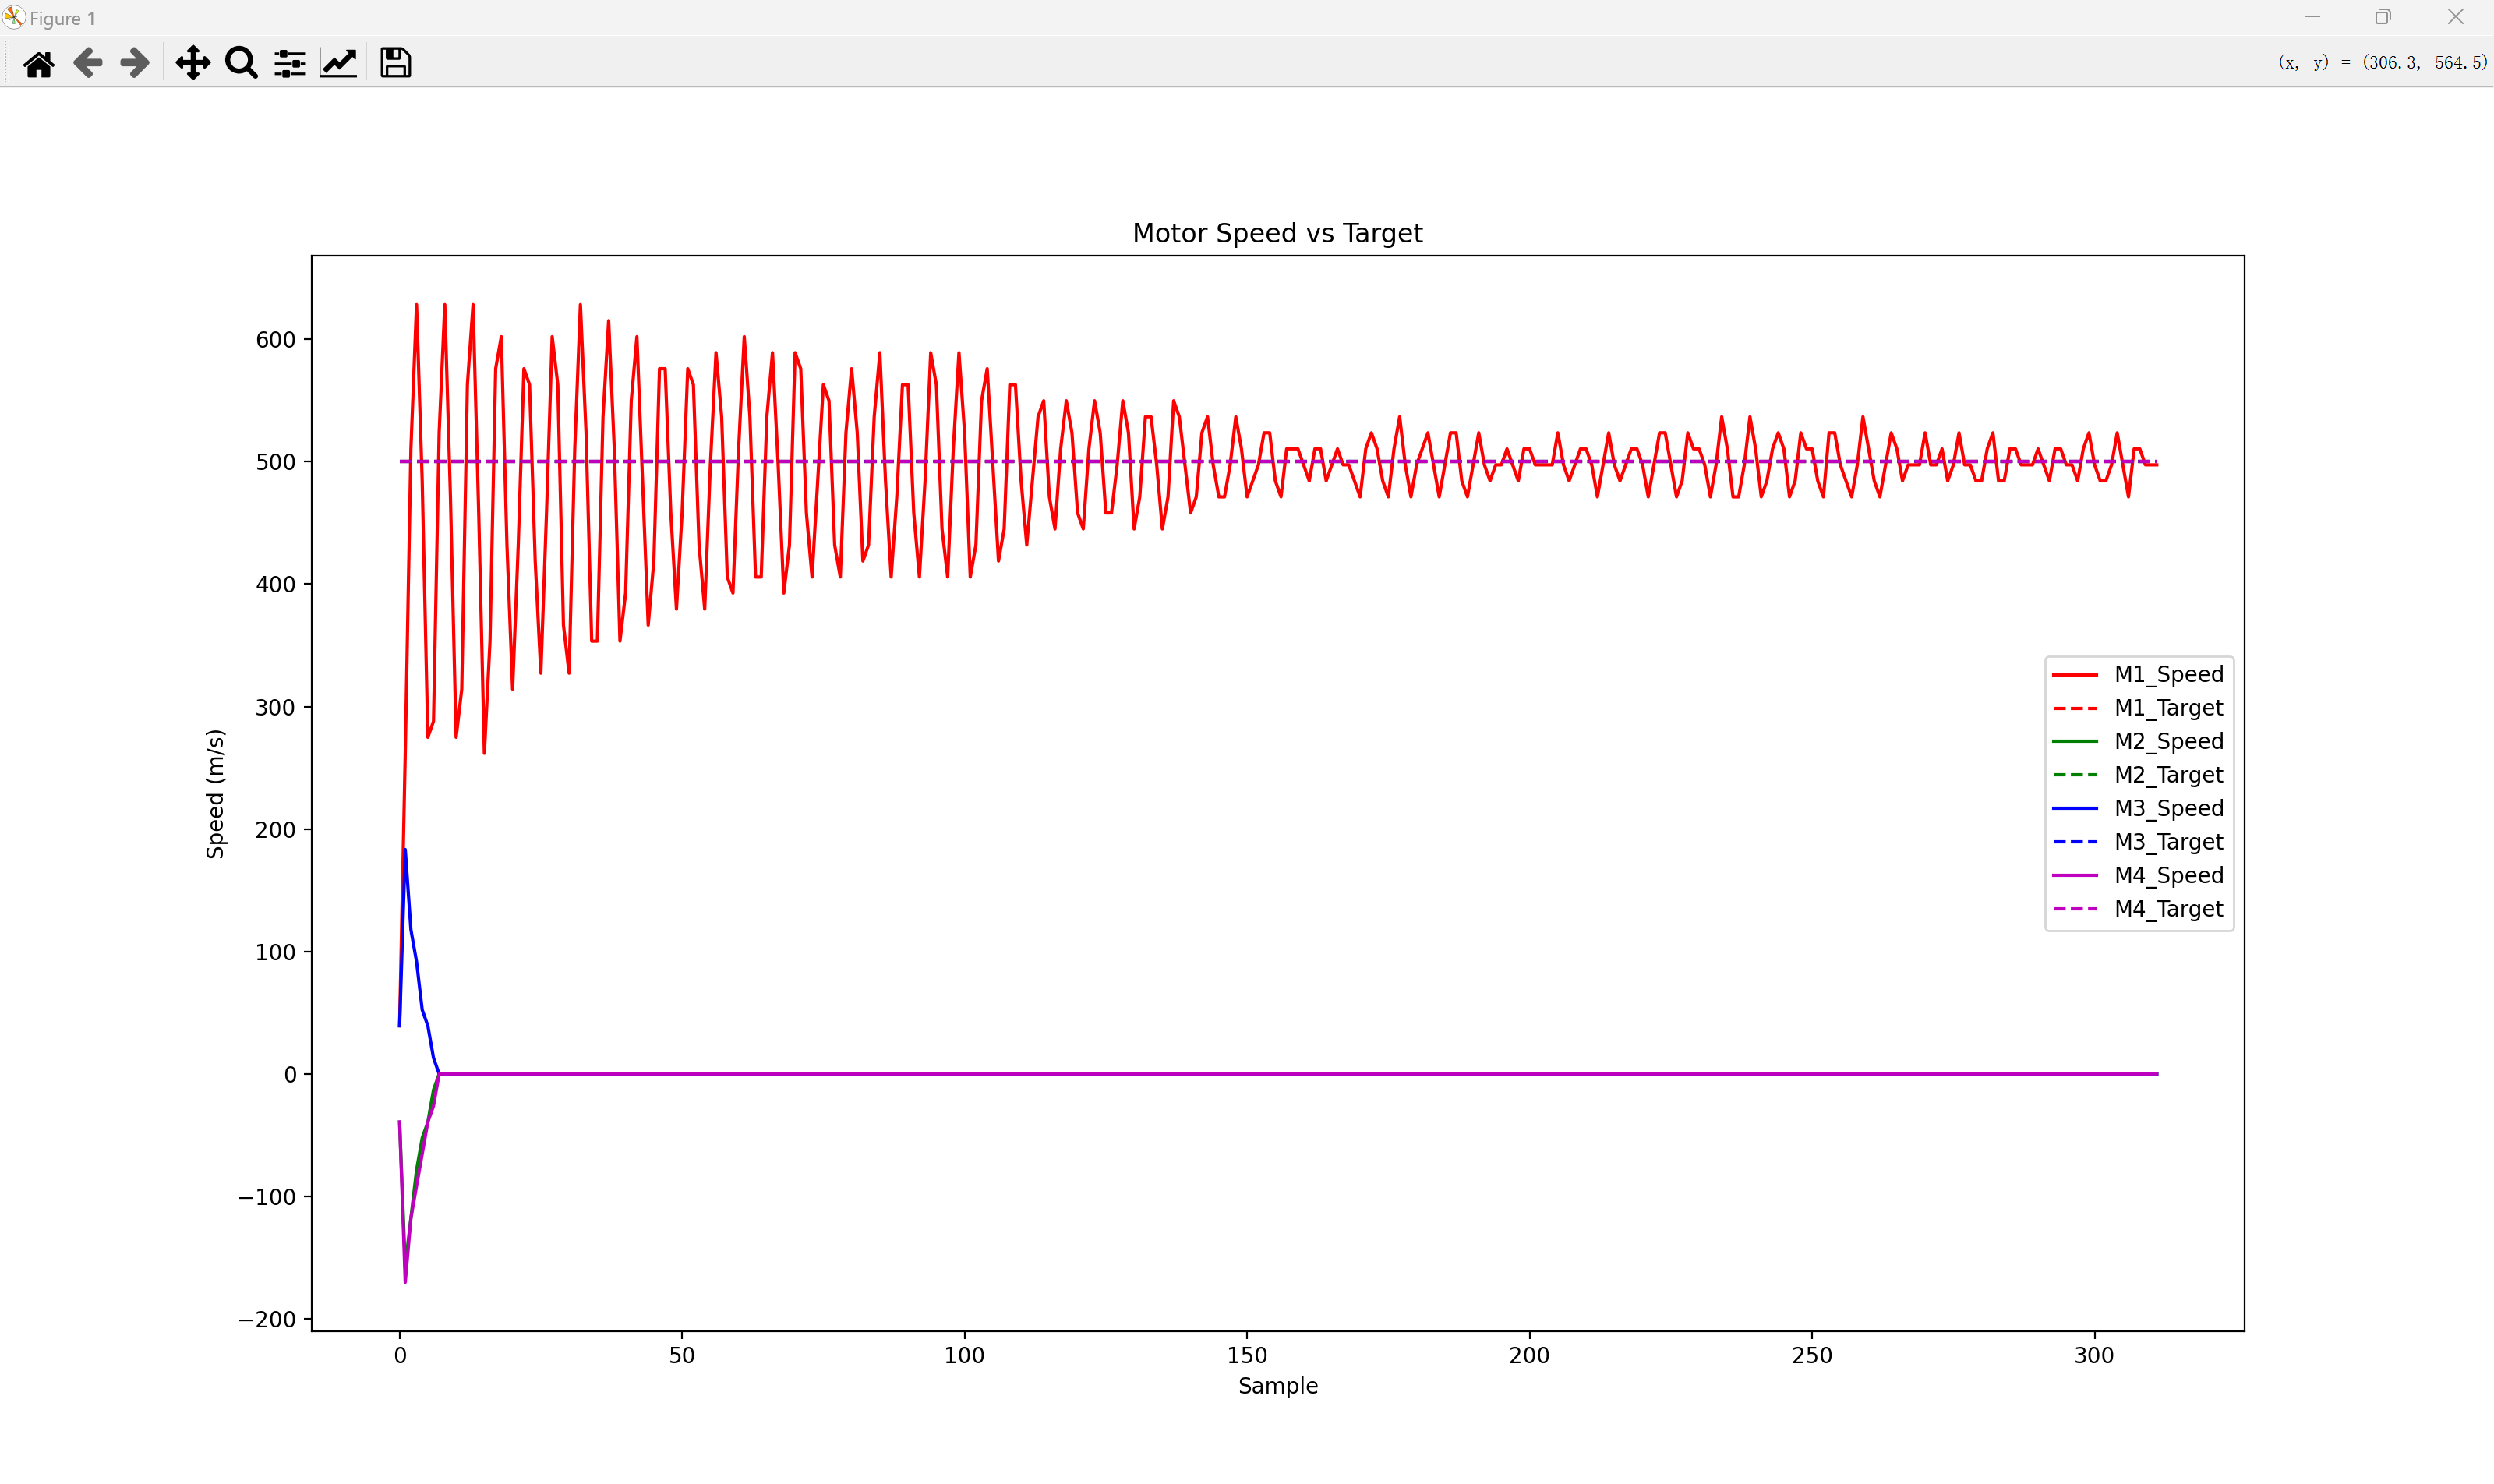 Figure 1
(x, y) = (306.3, 564.5)
Motor Speed vs Target
600
500
400
300
200
100
0
−100
−200
Speed (m/s)
M1_Speed
M1_Target
M2_Speed
M2_Target
M3_Speed
M3_Target
M4_Speed
M4_Target
0 50 100 150 200 250 300
Sample